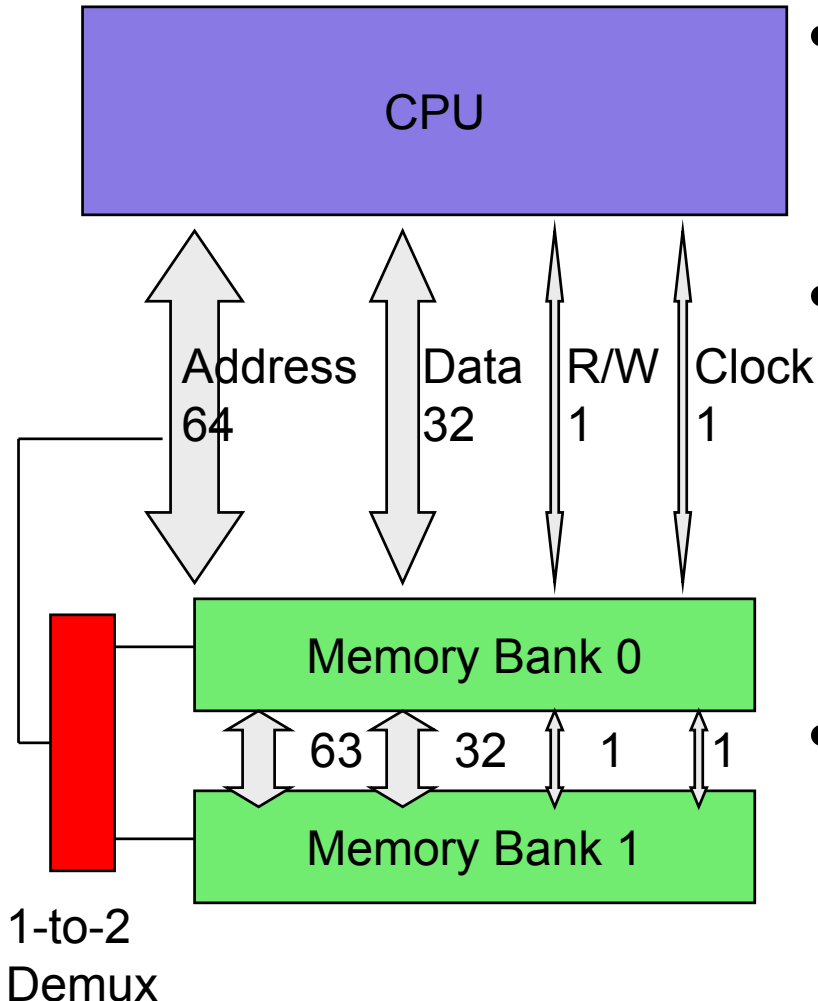 CPU
Address Data R/W Clock
64 32 1 1
Memory Bank 0
63 32 1 1
Memory Bank 1
1-to-2
Demux